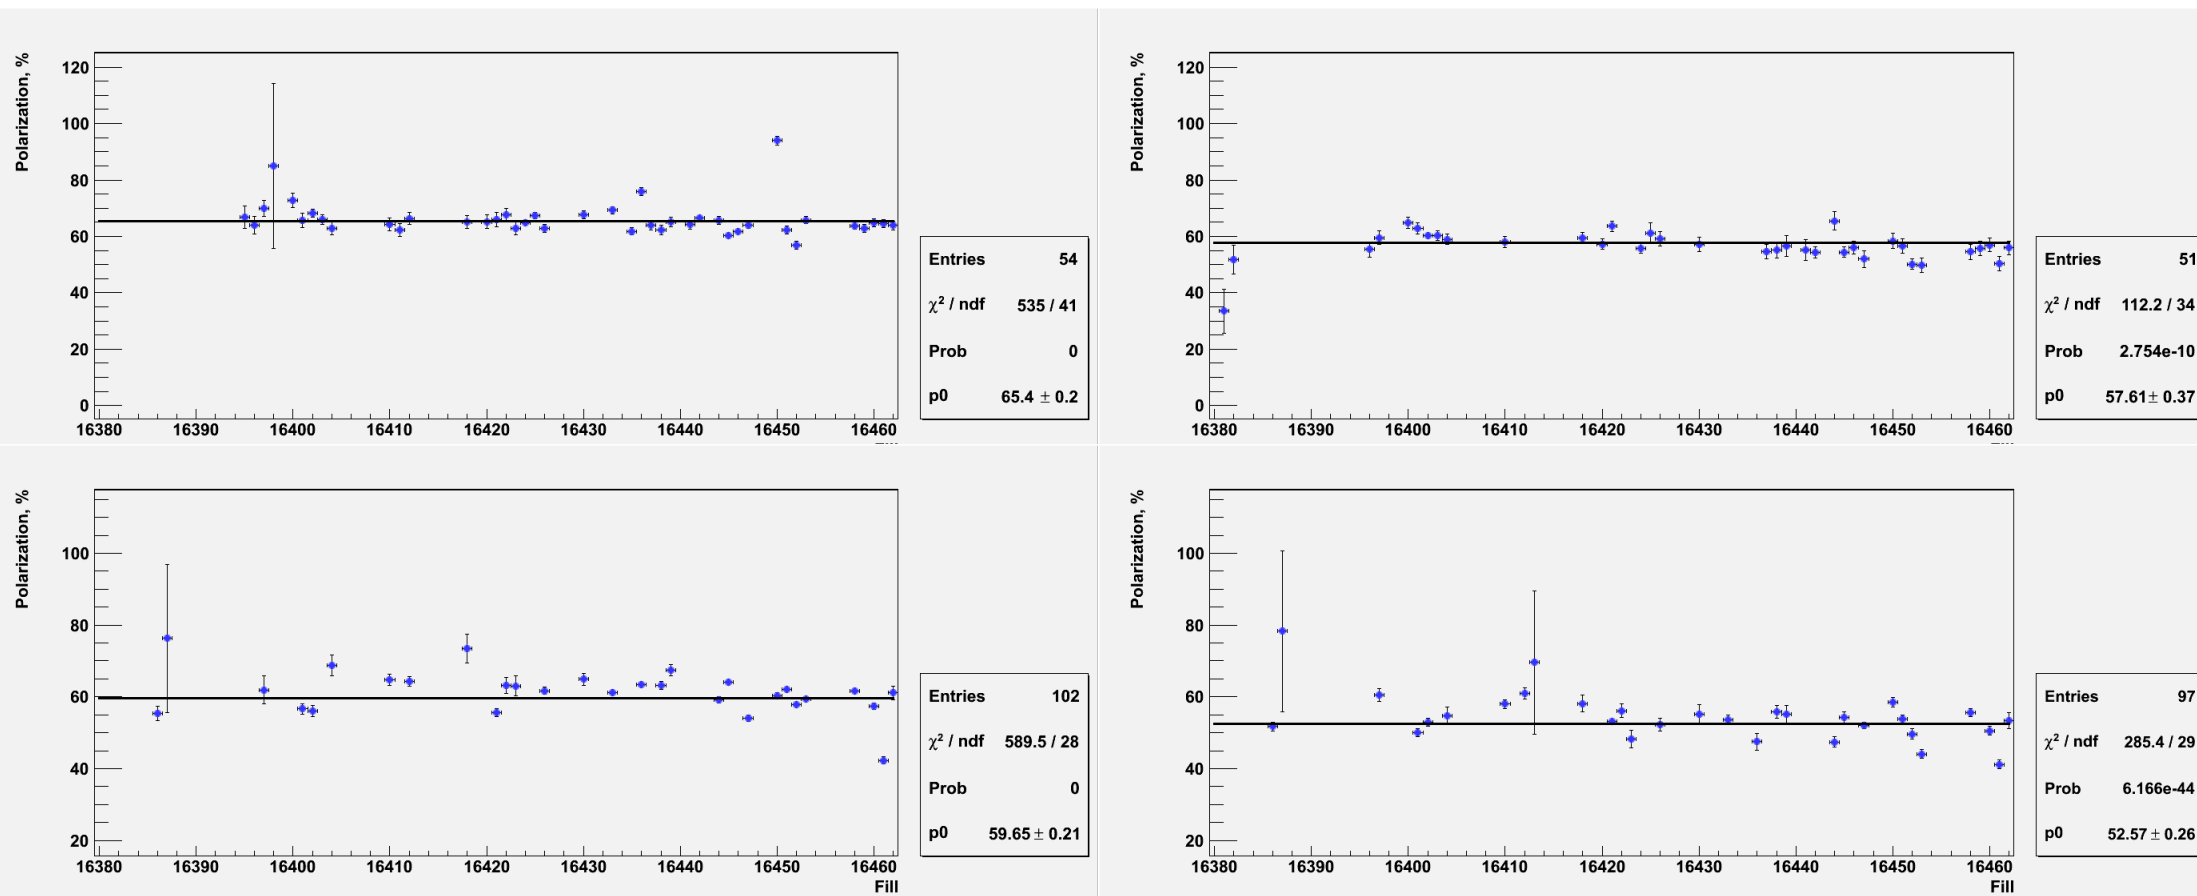 Polarization, %
120
100
80
60
40
20
0
16380 16390 16400 16410 16420 16430 16440 16450 16460
Entries 54
χ² / ndf 535 / 41
Prob 0
p0 65.4 ± 0.2
Polarization, %
120
100
80
60
40
20
0
16380 16390 16400 16410 16420 16430 16440 16450 16460
Entries 51
χ² / ndf 112.2 / 34
Prob 2.754e-10
p0 57.61 ± 0.37
Polarization, %
100
80
60
40
20
16380 16390 16400 16410 16420 16430 16440 16450 16460
Fill
Entries 102
χ² / ndf 589.5 / 28
Prob 0
p0 59.65 ± 0.21
Polarization, %
100
80
60
40
20
16380 16390 16400 16410 16420 16430 16440 16450 16460
Fill
Entries 97
χ² / ndf 285.4 / 29
Prob 6.166e-44
p0 52.57 ± 0.26